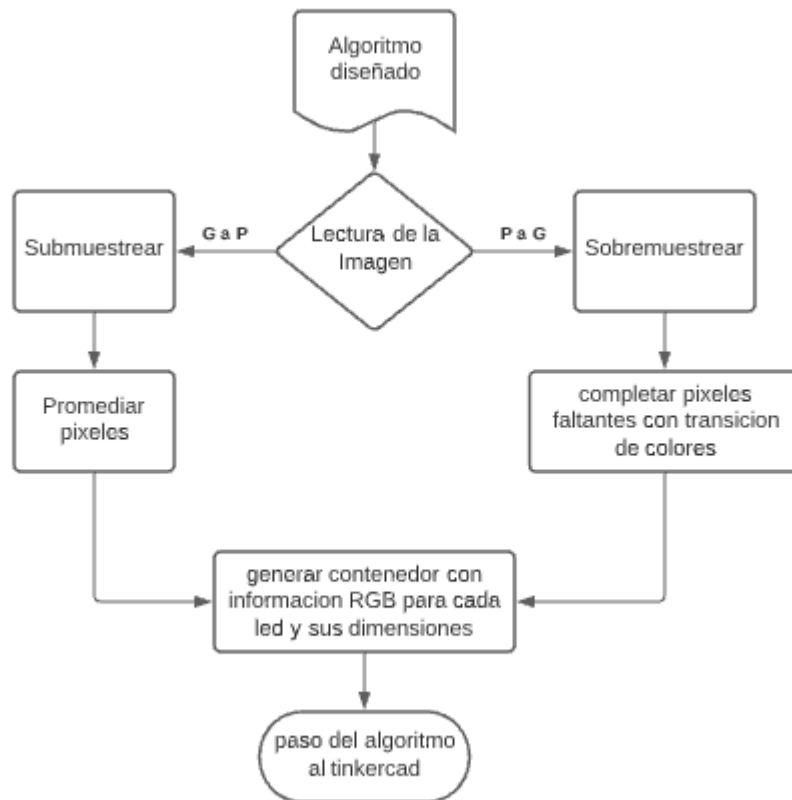 Algoritmo
diseñado
Lectura de la
Imagen
G a P
P a G
Submuestrear
Sobremuestrear
Promediar
pixeles
completar pixeles
faltantes con transicion
de colores
generar contenedor con
informacion RGB para cada
led y sus dimensiones
paso del algoritmo
al tinkercad